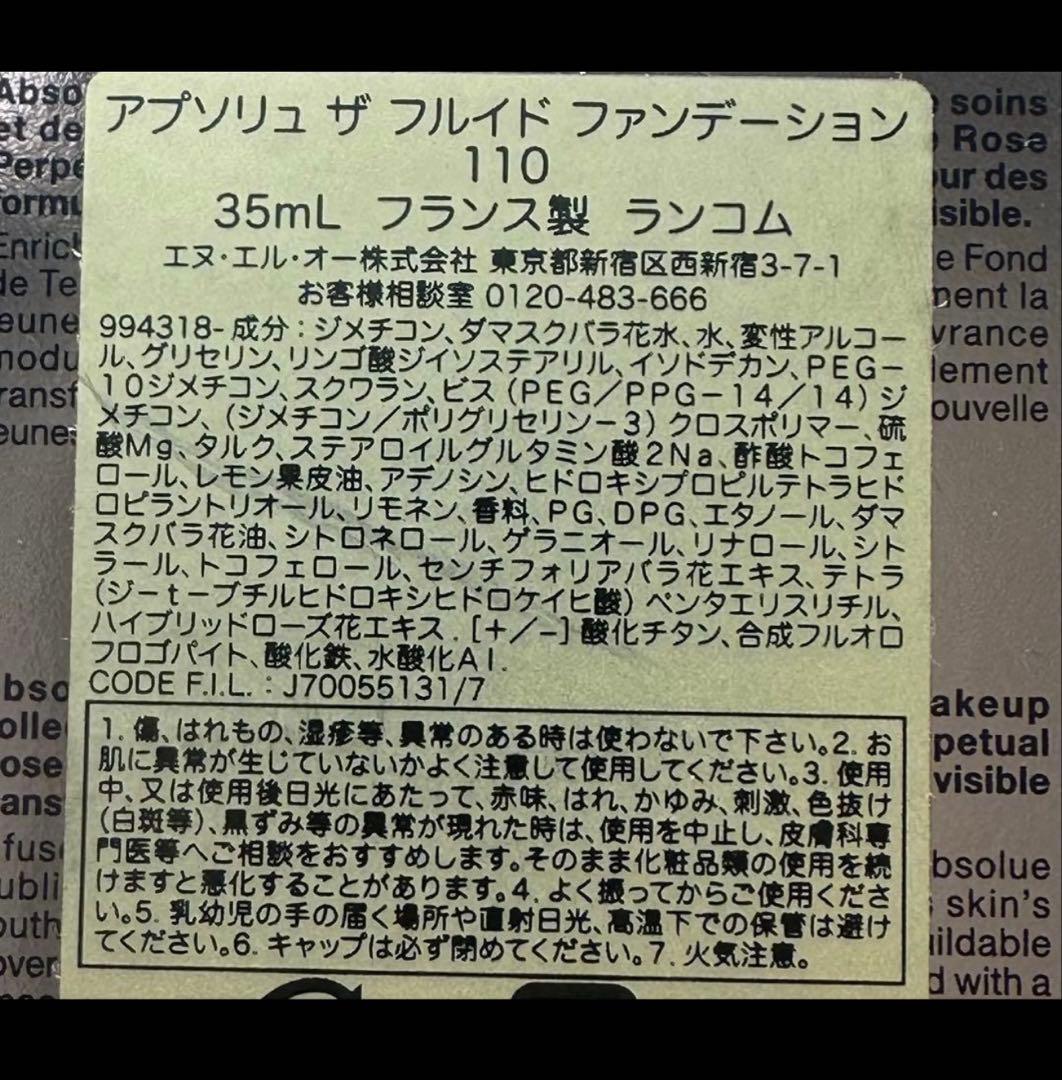 アプソリュ ザ フルイド ファンデーション
110
35mL フランス製 ランコム
エヌ・エル・オー株式会社 東京都新宿区西新宿3-7-1
お客様相談室 0120-483-666
994318- 成分：ジメチコン、ダマスクバラ花水、水、変性アルコー
ル、グリセリン、リンゴ酸ジイソステアリル、イソドデカン、PEG－
10ジメチコン、スクワラン、ビス（PEG／PPG－14／14）ジ
メチコン、（ジメチコン／ポリグリセリン－3）クロスポリマー、硫
酸Mg、タルク、ステアロイルグルタミン酸2Na、酢酸トコフェ
ロール、レモン果皮油、アデノシン、ヒドロキシプロピルテトラヒド
ロピラントリオール、リモネン、香料、PG、DPG、エタノール、ダマ
スクバラ花油、シトロネロール、ゲラニオール、リナロール、シト
ラール、トコフェロール、センチフォリアバラ花エキス、テトラ
（ジーtーブチルヒドロキシヒドロケイヒ酸）ペンタエリスリチル、
ハイブリッドローズ花エキス．［＋／－］酸化チタン、合成フルオロ
フロゴパイト、酸化鉄、水酸化Al．
CODE F.I.L. : J70055131/7
1. 傷、はれもの、湿疹等、異常のある時は使わないで下さい。2. お
肌に異常が生じていないかよく注意して使用してください。3. 使用
中、又は使用後日光にあたって、赤味、はれ、かゆみ、刺激、色抜け
（白斑等）、黒ずみ等の異常が現れた時は、使用を中止し、皮膚科専
門医等へご相談をおすすめします。そのまま化粧品類の使用を続
けますと悪化することがあります。4. よく振ってからご使用くださ
い。5. 乳幼児の手の届く場所や直射日光、高温下での保管は避け
てください。6. キャップは必ず閉めてください。7. 火気注意。
soins
et de
Rose
des
e Fond
de Te
la
skin's
d with a